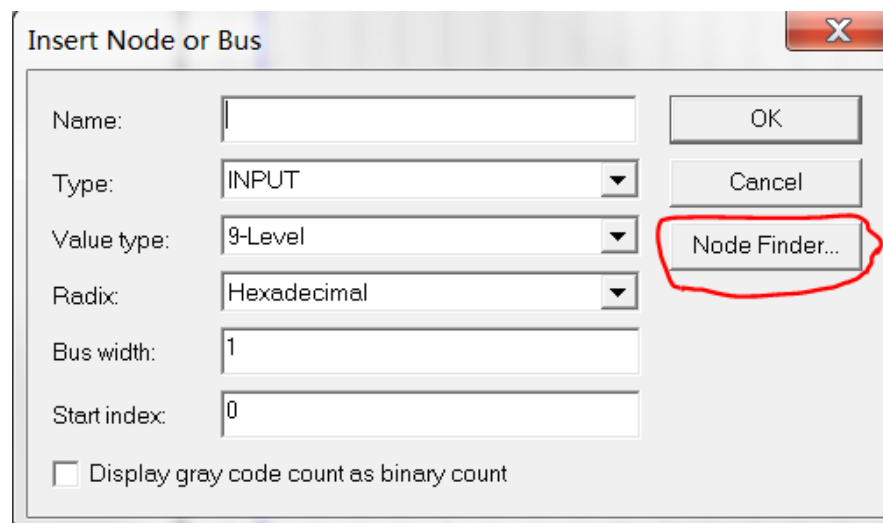 Insert Node or Bus
Name:
OK
Type: INPUT
Cancel
Value type: 9-Level
Node Finder...
Radix: Hexadecimal
Bus width: 1
Start index: 0
Display gray code count as binary count